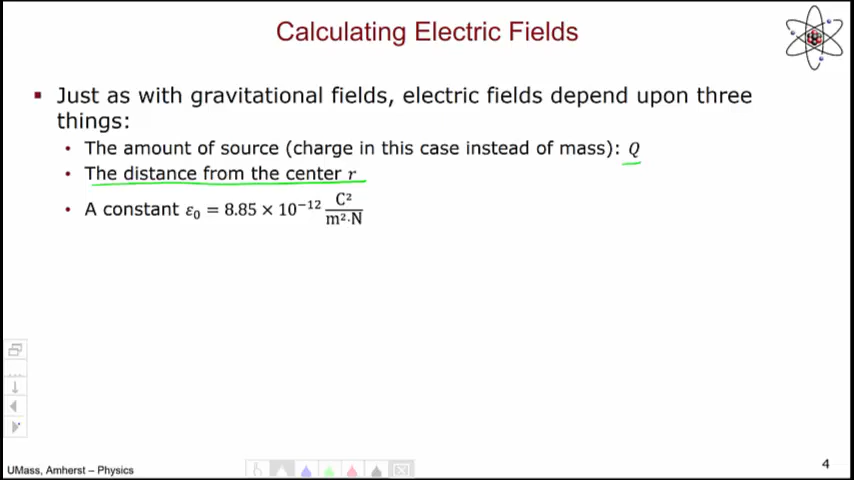 Calculating Electric Fields
▪ Just as with gravitational fields, electric fields depend upon three
things:
• The amount of source (charge in this case instead of mass): Q
• The distance from the center r
• A constant ε₀ = 8.85 × 10⁻¹² C²/m²·N
UMass, Amherst – Physics
4